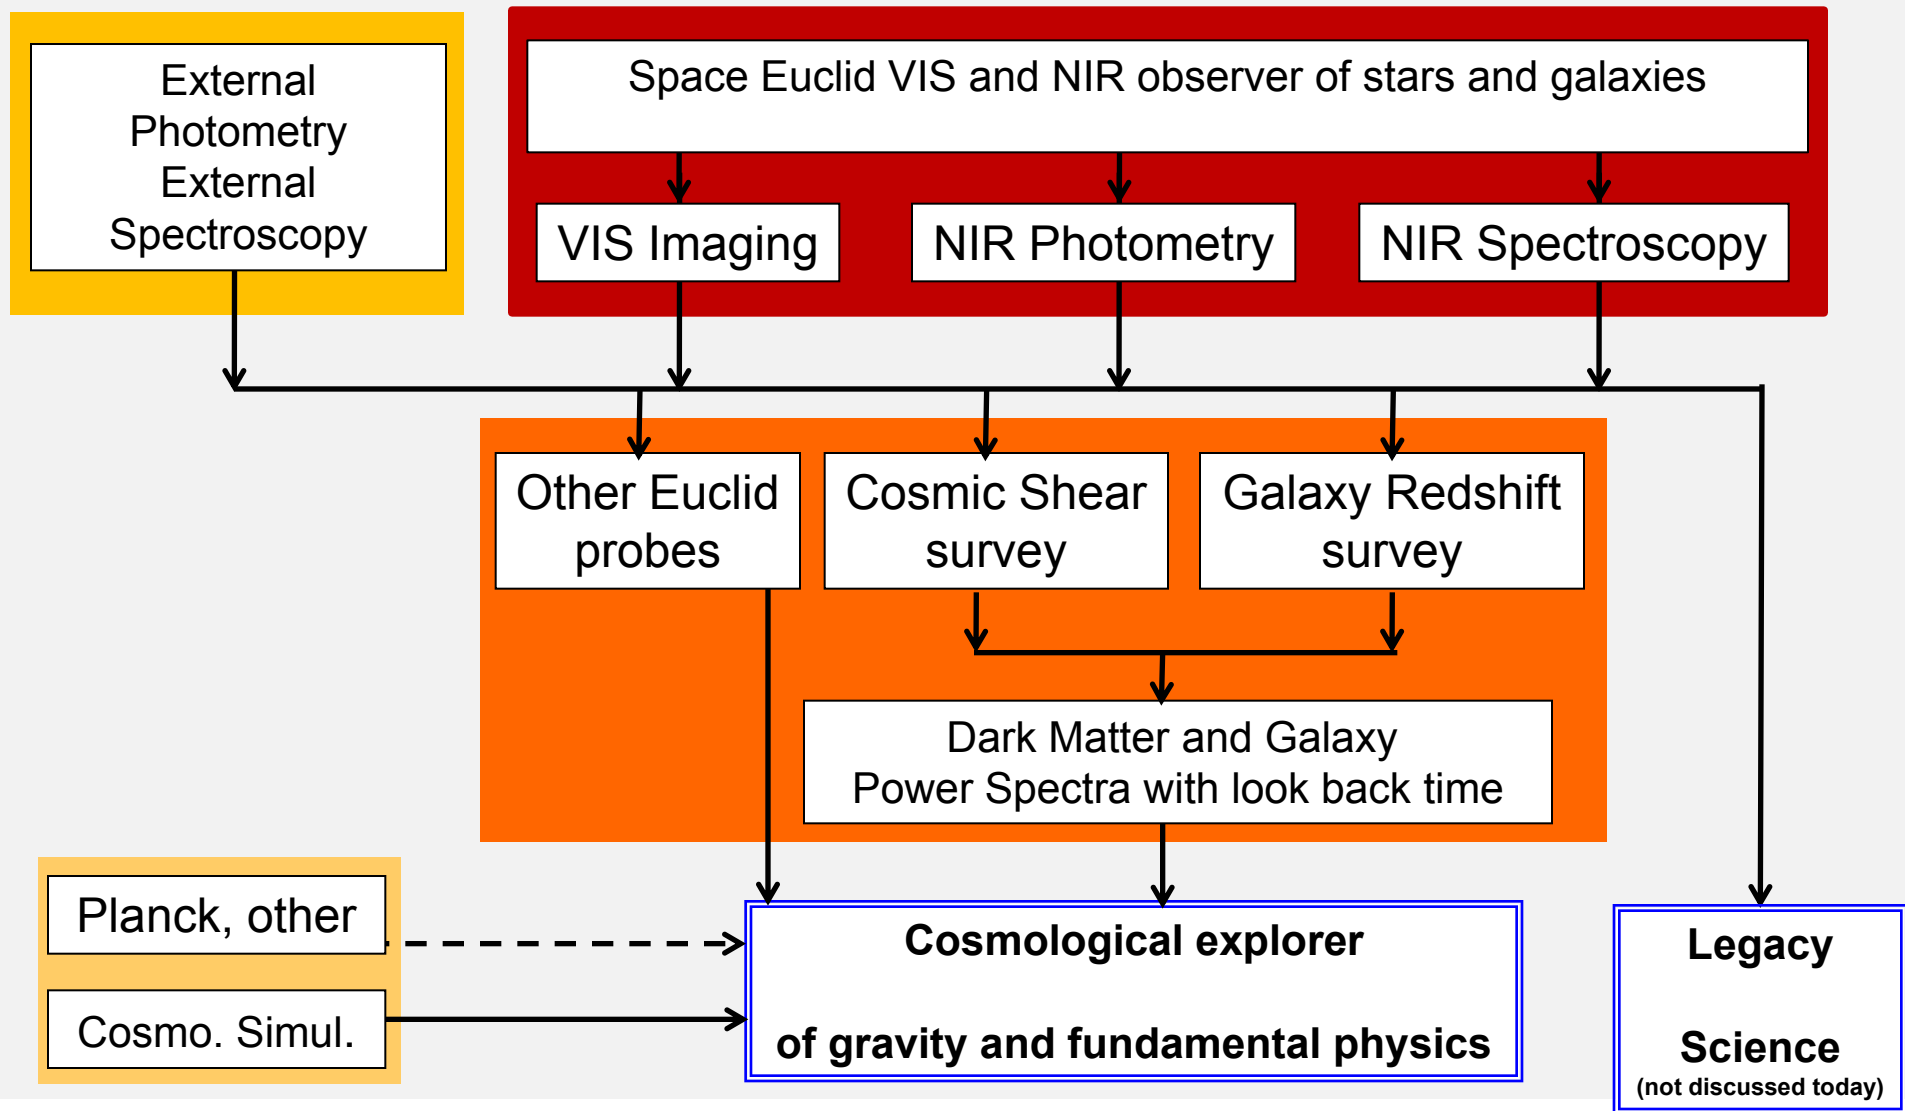 External
Photometry
External
Spectroscopy
Space Euclid VIS and NIR observer of stars and galaxies
VIS Imaging
NIR Photometry
NIR Spectroscopy
Other Euclid
probes
Cosmic Shear
survey
Galaxy Redshift
survey
Dark Matter and Galaxy
Power Spectra with look back time
Planck, other
Cosmo. Simul.
Cosmological explorer
of gravity and fundamental physics
Legacy
Science
(not discussed today)